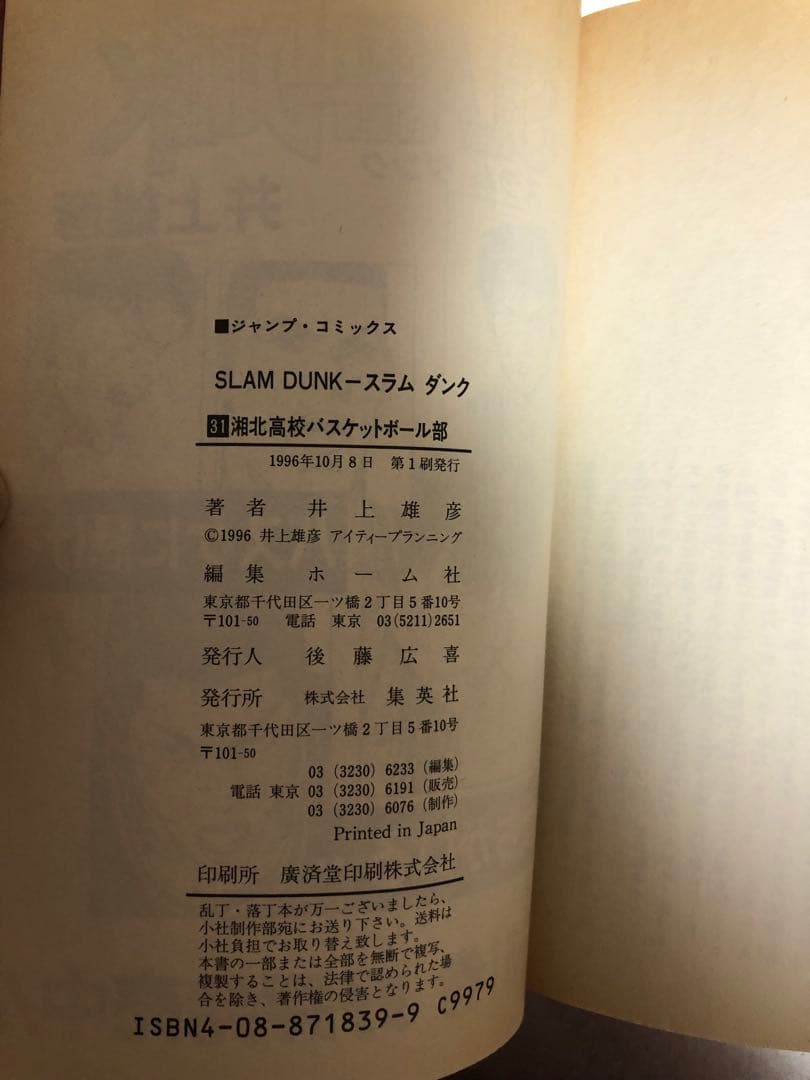 ■ジャンプ・コミックス
SLAM DUNK―スラム ダンク
31湘北高校バスケットボール部
1996年10月8日 第1刷発行
著者 井上雄彦
©1996 井上雄彦 アイティープランニング
編集 ホーム社
東京都千代田区一ツ橋2丁目5番10号
〒101-50 電話 東京 03(5211)2651
発行人 後藤広喜
発行所 株式会社 集英社
東京都千代田区一ツ橋2丁目5番10号
〒101-50
03 (3230) 6233 (編集)
電話 東京 03 (3230) 6191 (販売)
03 (3230) 6076 (制作)
Printed in Japan
印刷所 廣済堂印刷株式会社
乱丁・落丁本が万一ございましたら、
小社制作部宛にお送り下さい。送料は
小社負担でお取り替え致します。
本書の一部または全部を無断で複写、
複製することは、法律で認められた場
合を除き、著作権の侵害となります。
ISBN4-08-871839-9 C9979